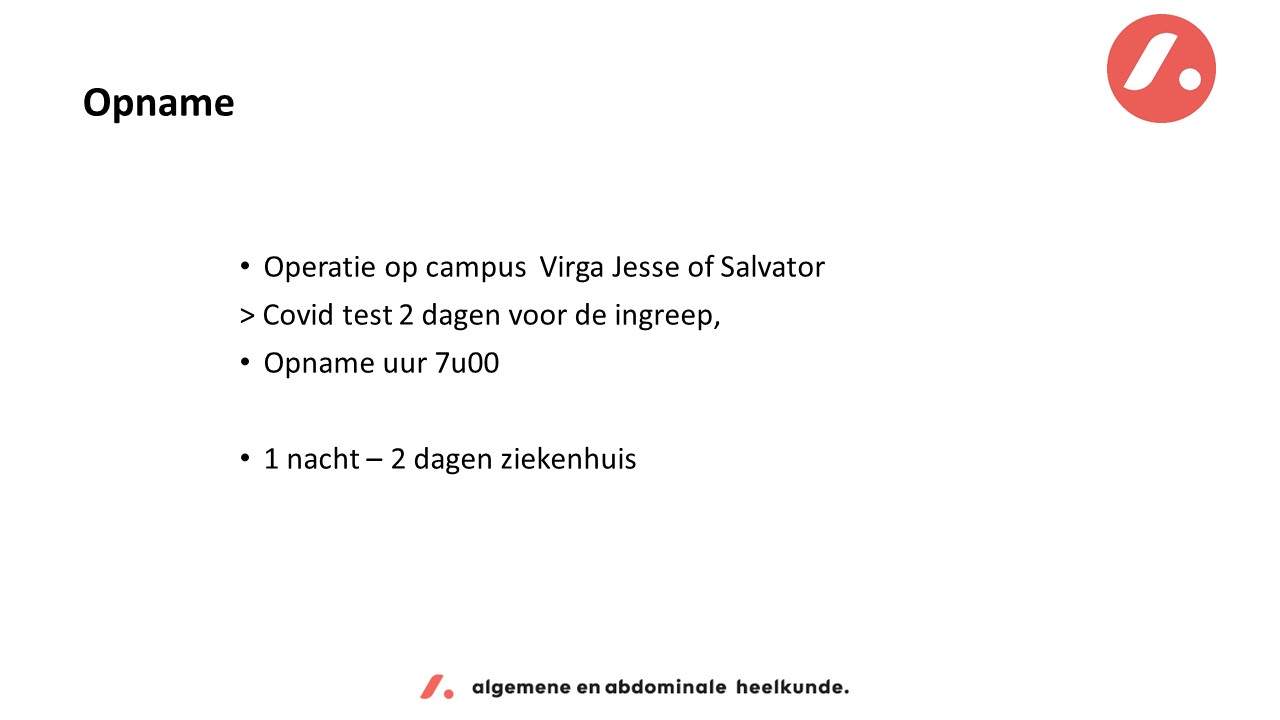 Opname
• Operatie op campus Virga Jesse of Salvator
> Covid test 2 dagen voor de ingreep,
• Opname uur 7u00
• 1 nacht – 2 dagen ziekenhuis
algemene en abdominale heelkunde.